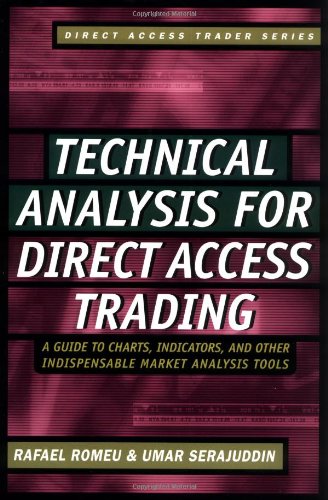 DIRECT ACCESS TRADER SERIES
TECHNICAL
ANALYSIS FOR
DIRECT ACCESS
TRADING
A GUIDE TO CHARTS, INDICATORS, AND OTHER
INDISPENSABLE MARKET ANALYSIS TOOLS
RAFAEL ROMEU & UMAR SERAJUDDIN